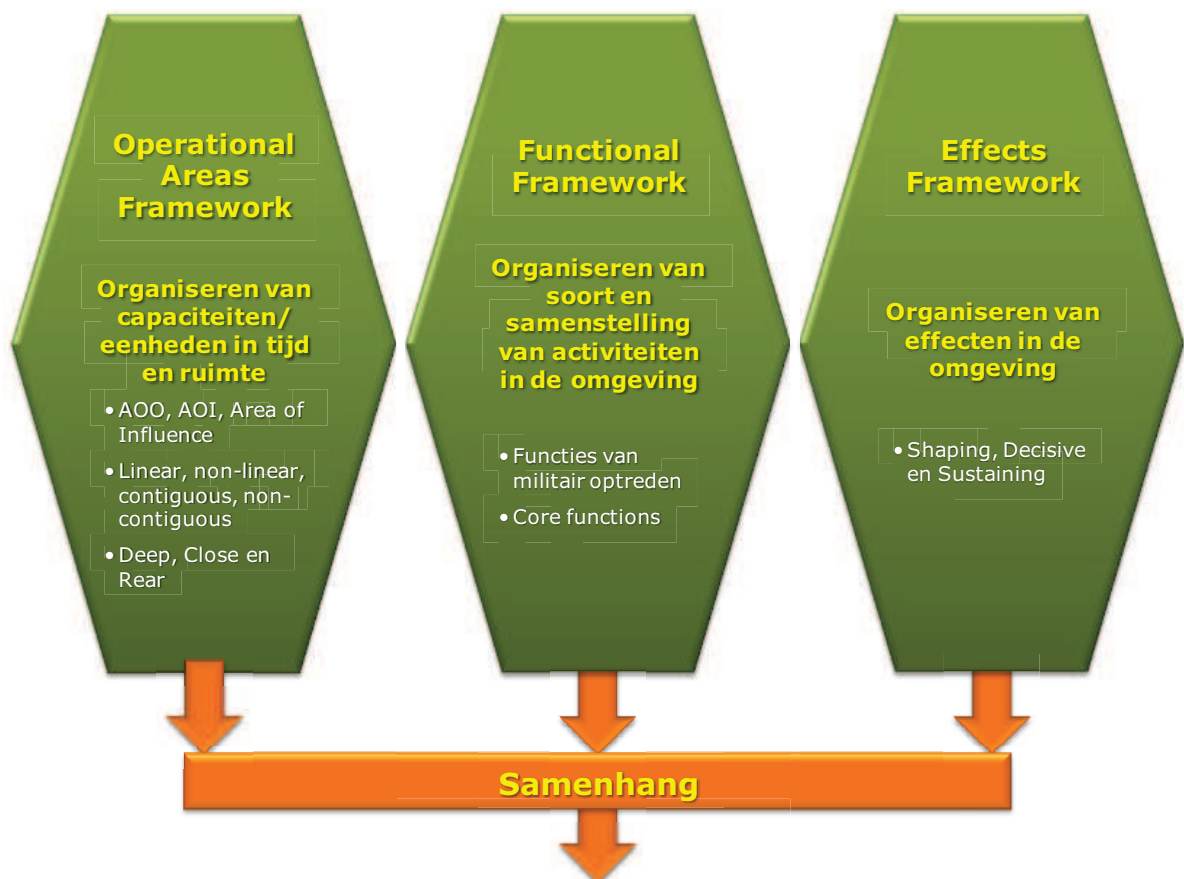 Operational
Areas
Framework
Organiseren van
capaciteiten/
eenheden in tijd
en ruimte
• AOO, AOI, Area of
Influence
• Linear, non-linear,
contiguous, non-
contiguous
• Deep, Close en
Rear
Functional
Framework
Organiseren van
soort en
samenstelling
van activiteiten
in de omgeving
• Functies van
militair optreden
• Core functions
Effects
Framework
Organiseren van
effecten in de
omgeving
• Shaping, Decisive
en Sustaining
Samenhang